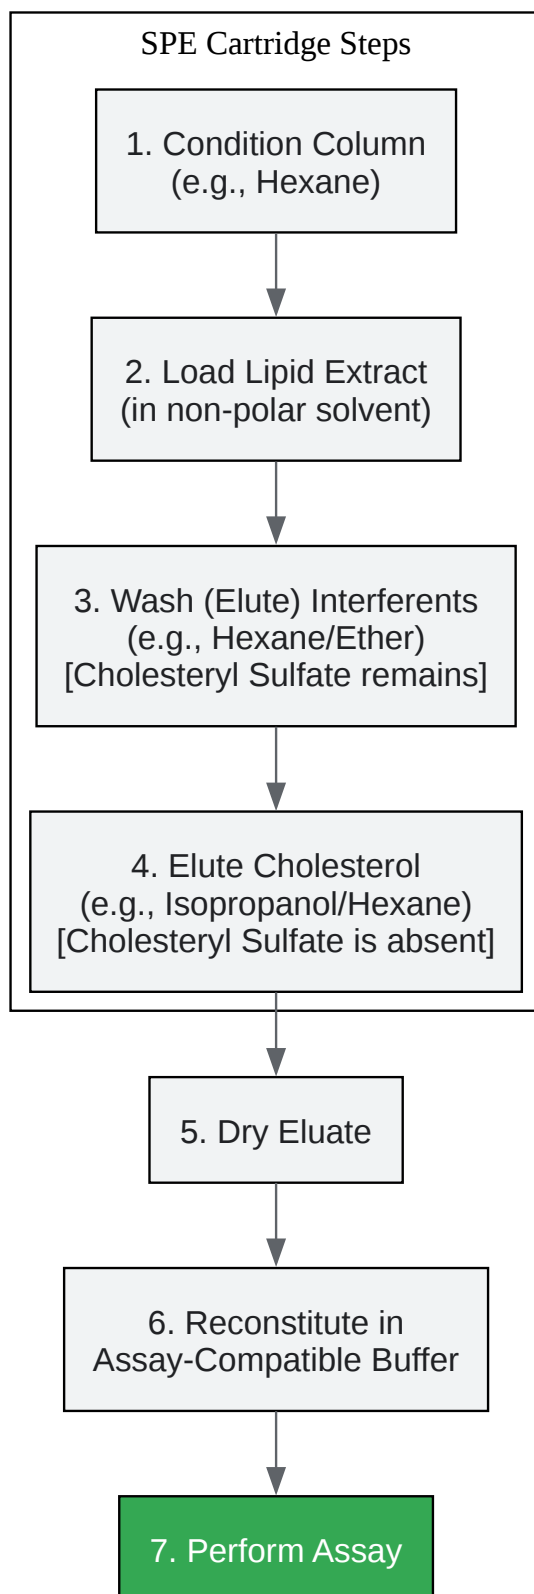 SPE Cartridge Steps
1. Condition Column
(e.g., Hexane)
2. Load Lipid Extract
(in non-polar solvent)
3. Wash (Elute) Interferents
(e.g., Hexane/Ether)
[Cholesteryl Sulfate remains]
4. Elute Cholesterol
(e.g., Isopropanol/Hexane)
[Cholesteryl Sulfate is absent]
5. Dry Eluate
6. Reconstitute in
Assay-Compatible Buffer
7. Perform Assay